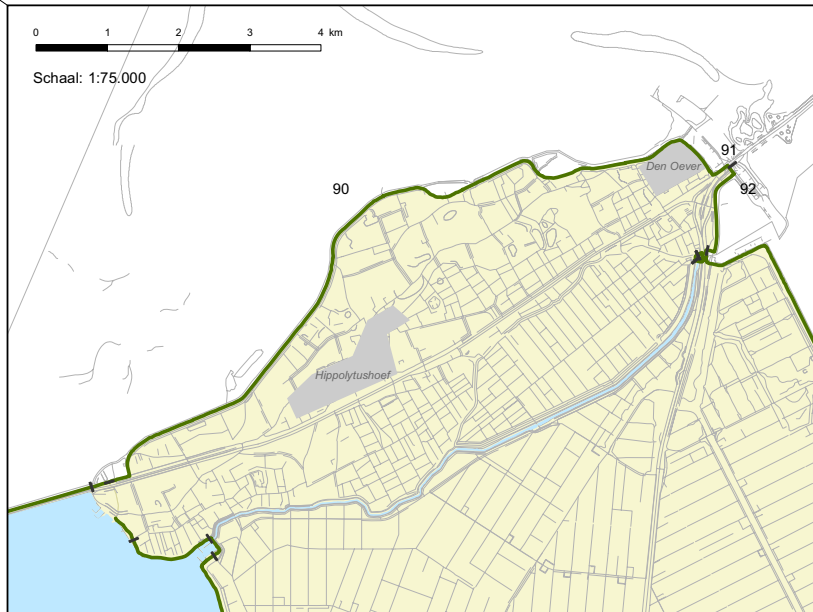 0 1 2 3 4 km
Schaal: 1:75.000
91
Den Oever
90
92
Hippolytushoef